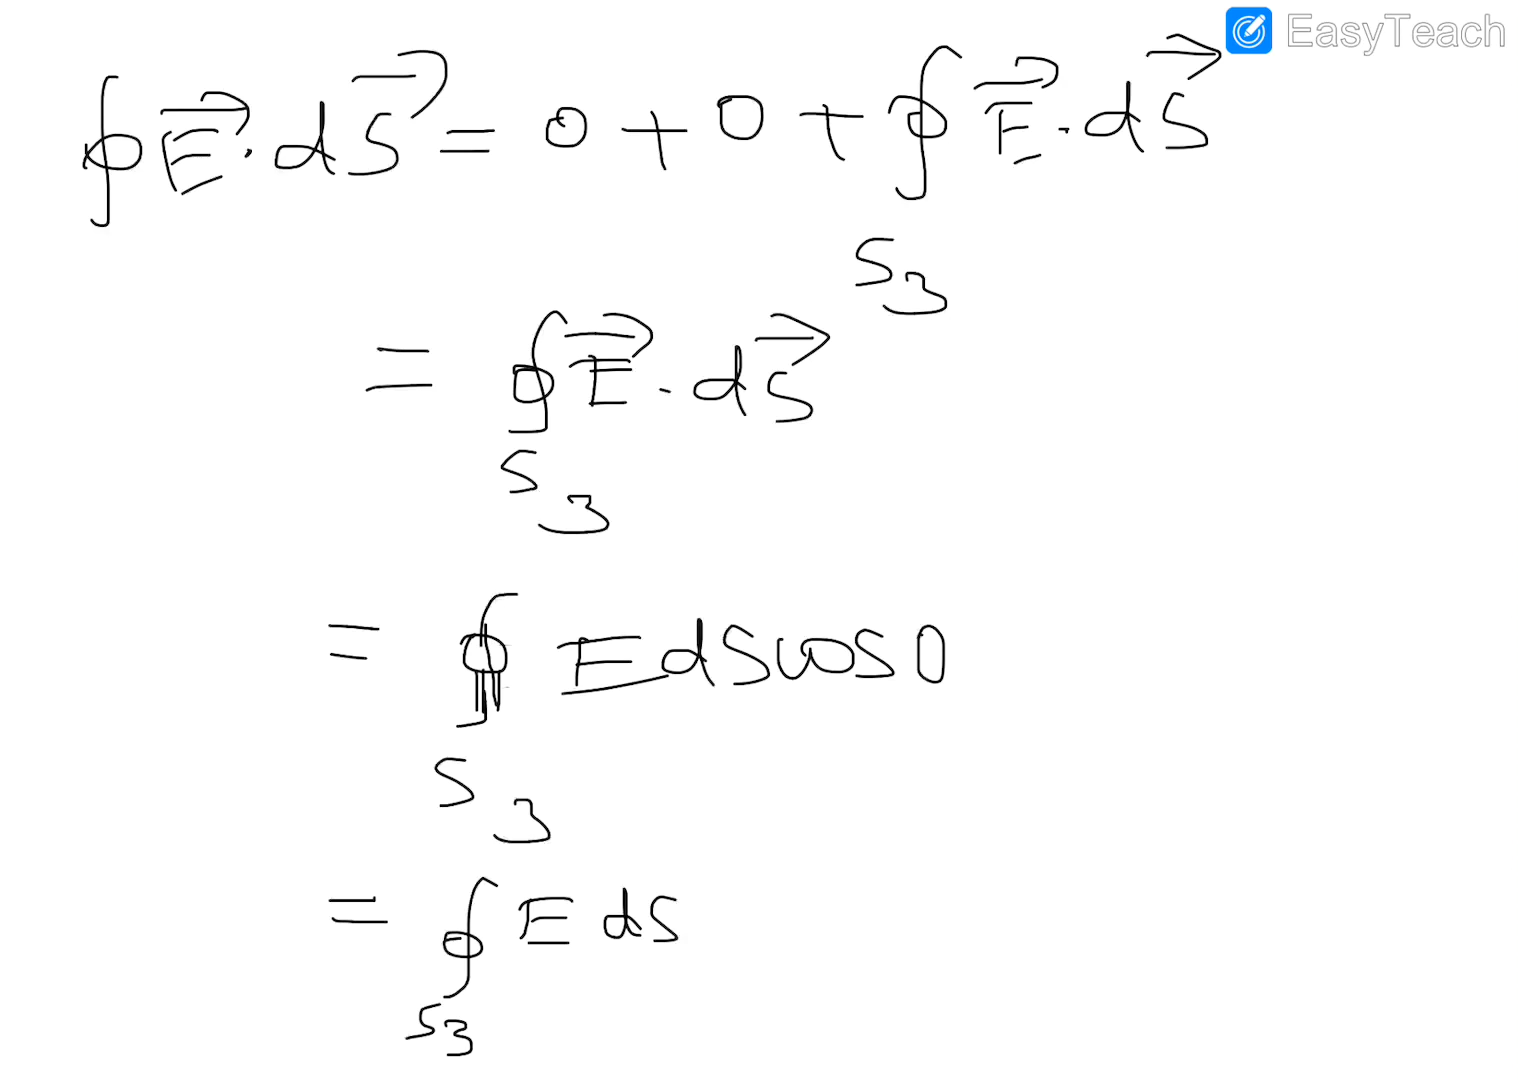 EasyTeach
∮ E⃗ · dS⃗ = 0 + 0 + ∮ E⃗ · dS⃗
S₃
= ∮ E⃗ · dS⃗
S₃
= ∮ E dS cos 0
S₃
= ∮ E dS
S₃